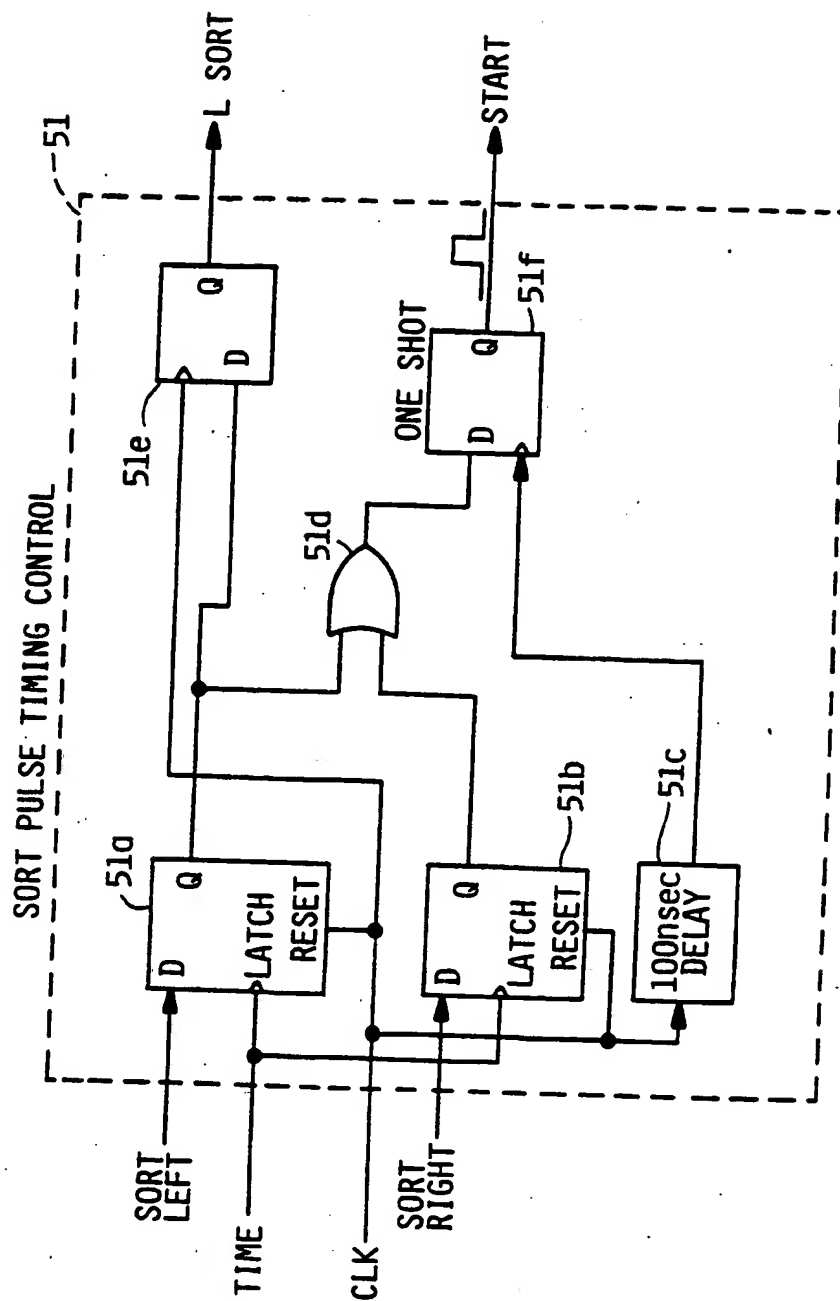 SORT PULSE TIMING CONTROL
51
SORT
LEFT
TIME
CLK
SORT
RIGHT
51a
D
Q
LATCH
RESET
51b
D
Q
LATCH
RESET
51c
100nsec
DELAY
51d
51e
Q
D
L SORT
ONE SHOT
D
Q
51f
START